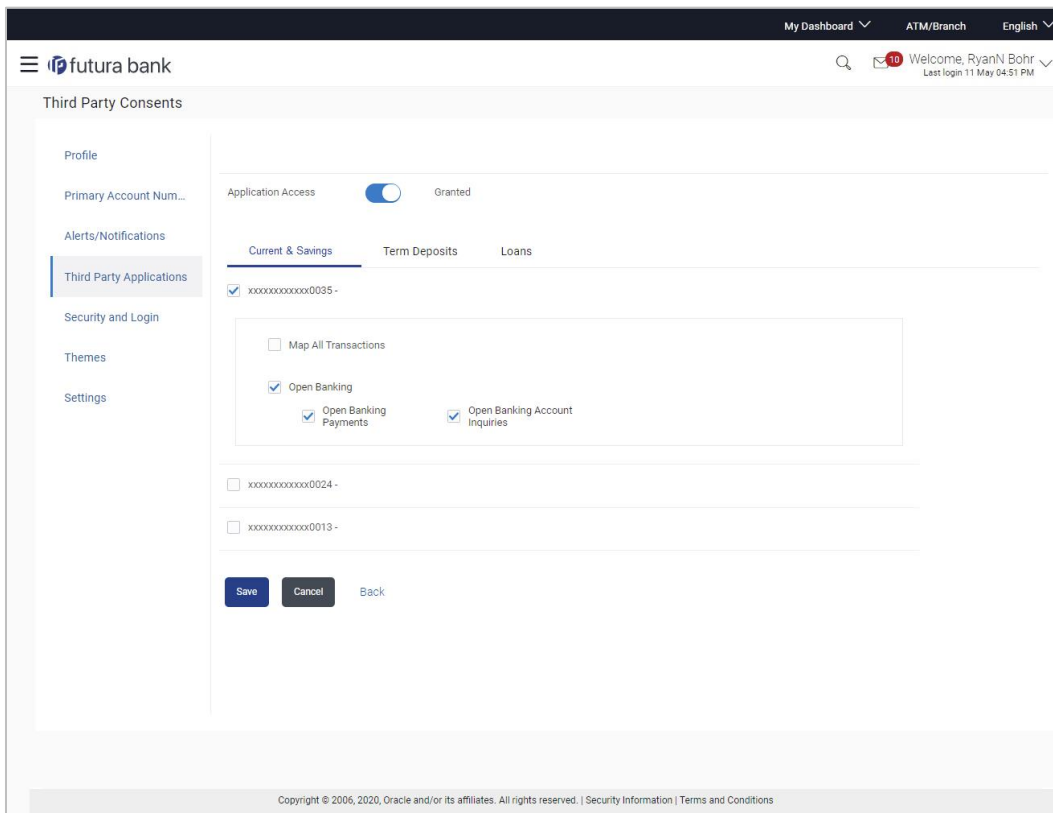 My Dashboard ATM/Branch English
futura bank
10 Welcome, RyanN Bohr
Last login 11 May 04:51 PM
Third Party Consents
Profile
Primary Account Num...
Alerts/Notifications
Third Party Applications
Security and Login
Themes
Settings
Application Access Granted
Current & Savings Term Deposits Loans
xxxxxxxxxxxx0035 -
Map All Transactions
Open Banking
Open Banking
Payments
Open Banking Account
Inquiries
xxxxxxxxxxxx0024 -
xxxxxxxxxxxx0013 -
Save Cancel Back
Copyright © 2006, 2020, Oracle and/or its affiliates. All rights reserved. | Security Information | Terms and Conditions